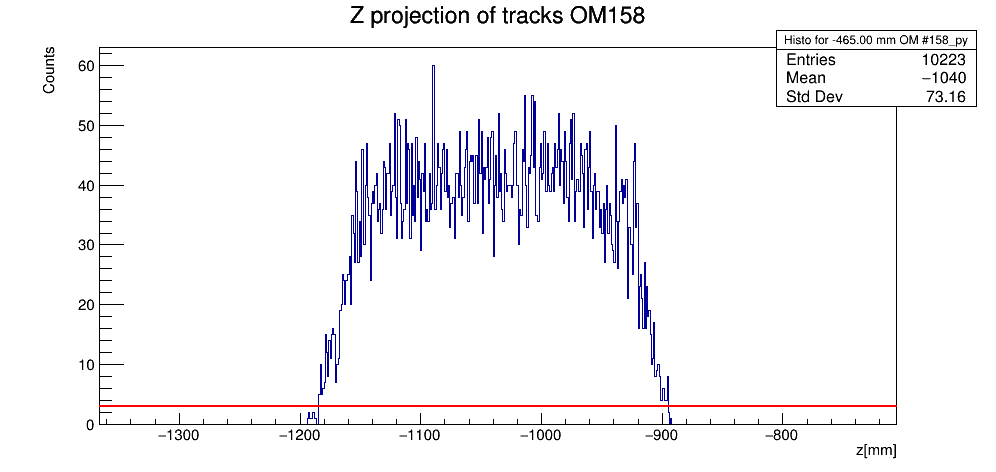 Z projection of tracks OM158
Histo for -465.00 mm OM #158_py
Entries 10223
Mean −1040
Std Dev 73.16
Counts
60
50
40
30
20
10
0
−1300 −1200 −1100 −1000 −900 −800
z[mm]